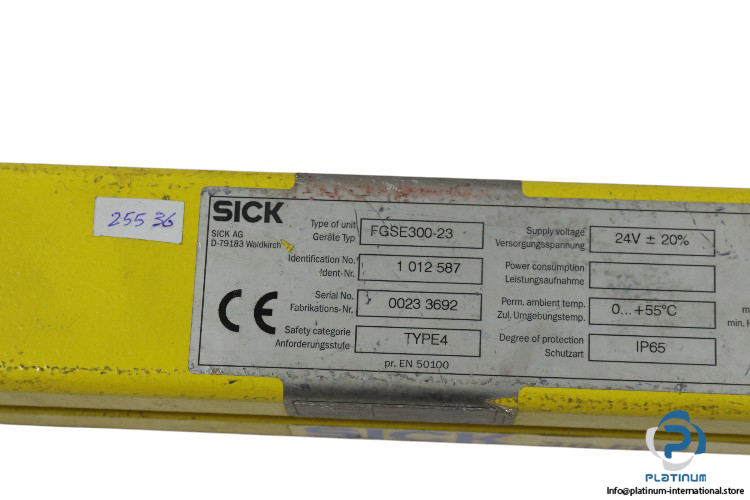 25536
SICK
SICK AG
D-79183 Waldkirch
Type of unit
Geräte Typ
FGSE300-23
Identification No.
Ident-Nr.
1 012 587
Serial No.
Fabrikations-Nr.
0023 3692
Safety categorie
Anforderungsstufe
TYPE4
pr. EN 50100
CE
Supply voltage
Versorgungsspannung
24V ± 20%
Power consumption
Leistungsaufnahme
Perm. ambient temp.
Zul. Umgebungstemp.
0...+55°C
Degree of protection
Schutzart
IP65
min.
SICK
PLATINUM
Info@platinum-international.store